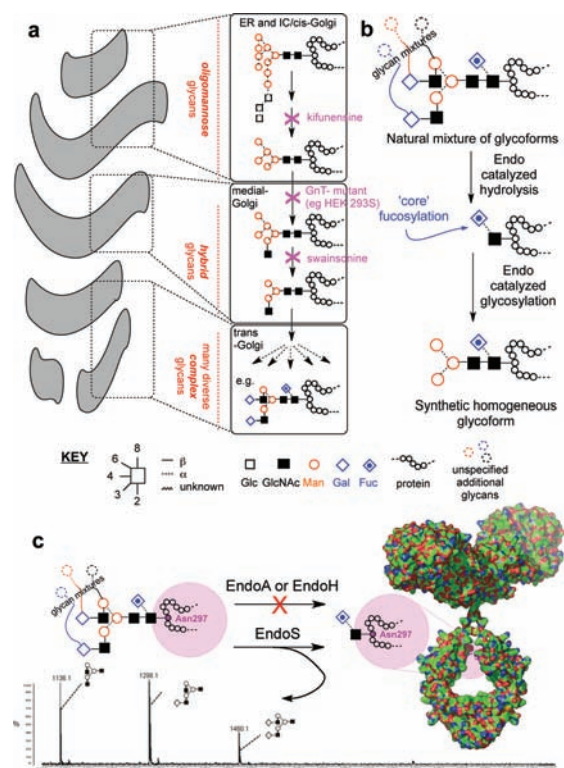 a
ER and IC/cis-Golgi
oligomannose
glycans
kifunensine
medial-
Golgi
GnT- mutant
(eg HEK 293S)
swainsonine
hybrid
glycans
trans
-Golgi
many diverse
complex
glycans
e.g.
b
glycan mixtures
Natural mixture of glycoforms
Endo
catalyzed
hydrolysis
'core'
fucosylation
Endo
catalyzed
glycosylation
Synthetic homogeneous
glycoform
KEY
8
6
4
3
2
β
α
unknown
Glc
GlcNAc
Man
Gal
Fuc
protein
unspecified
additional
glycans
c
glycan mixtures
Asn297
EndoA or EndoH
EndoS
Asn297
1136.1
1298.1